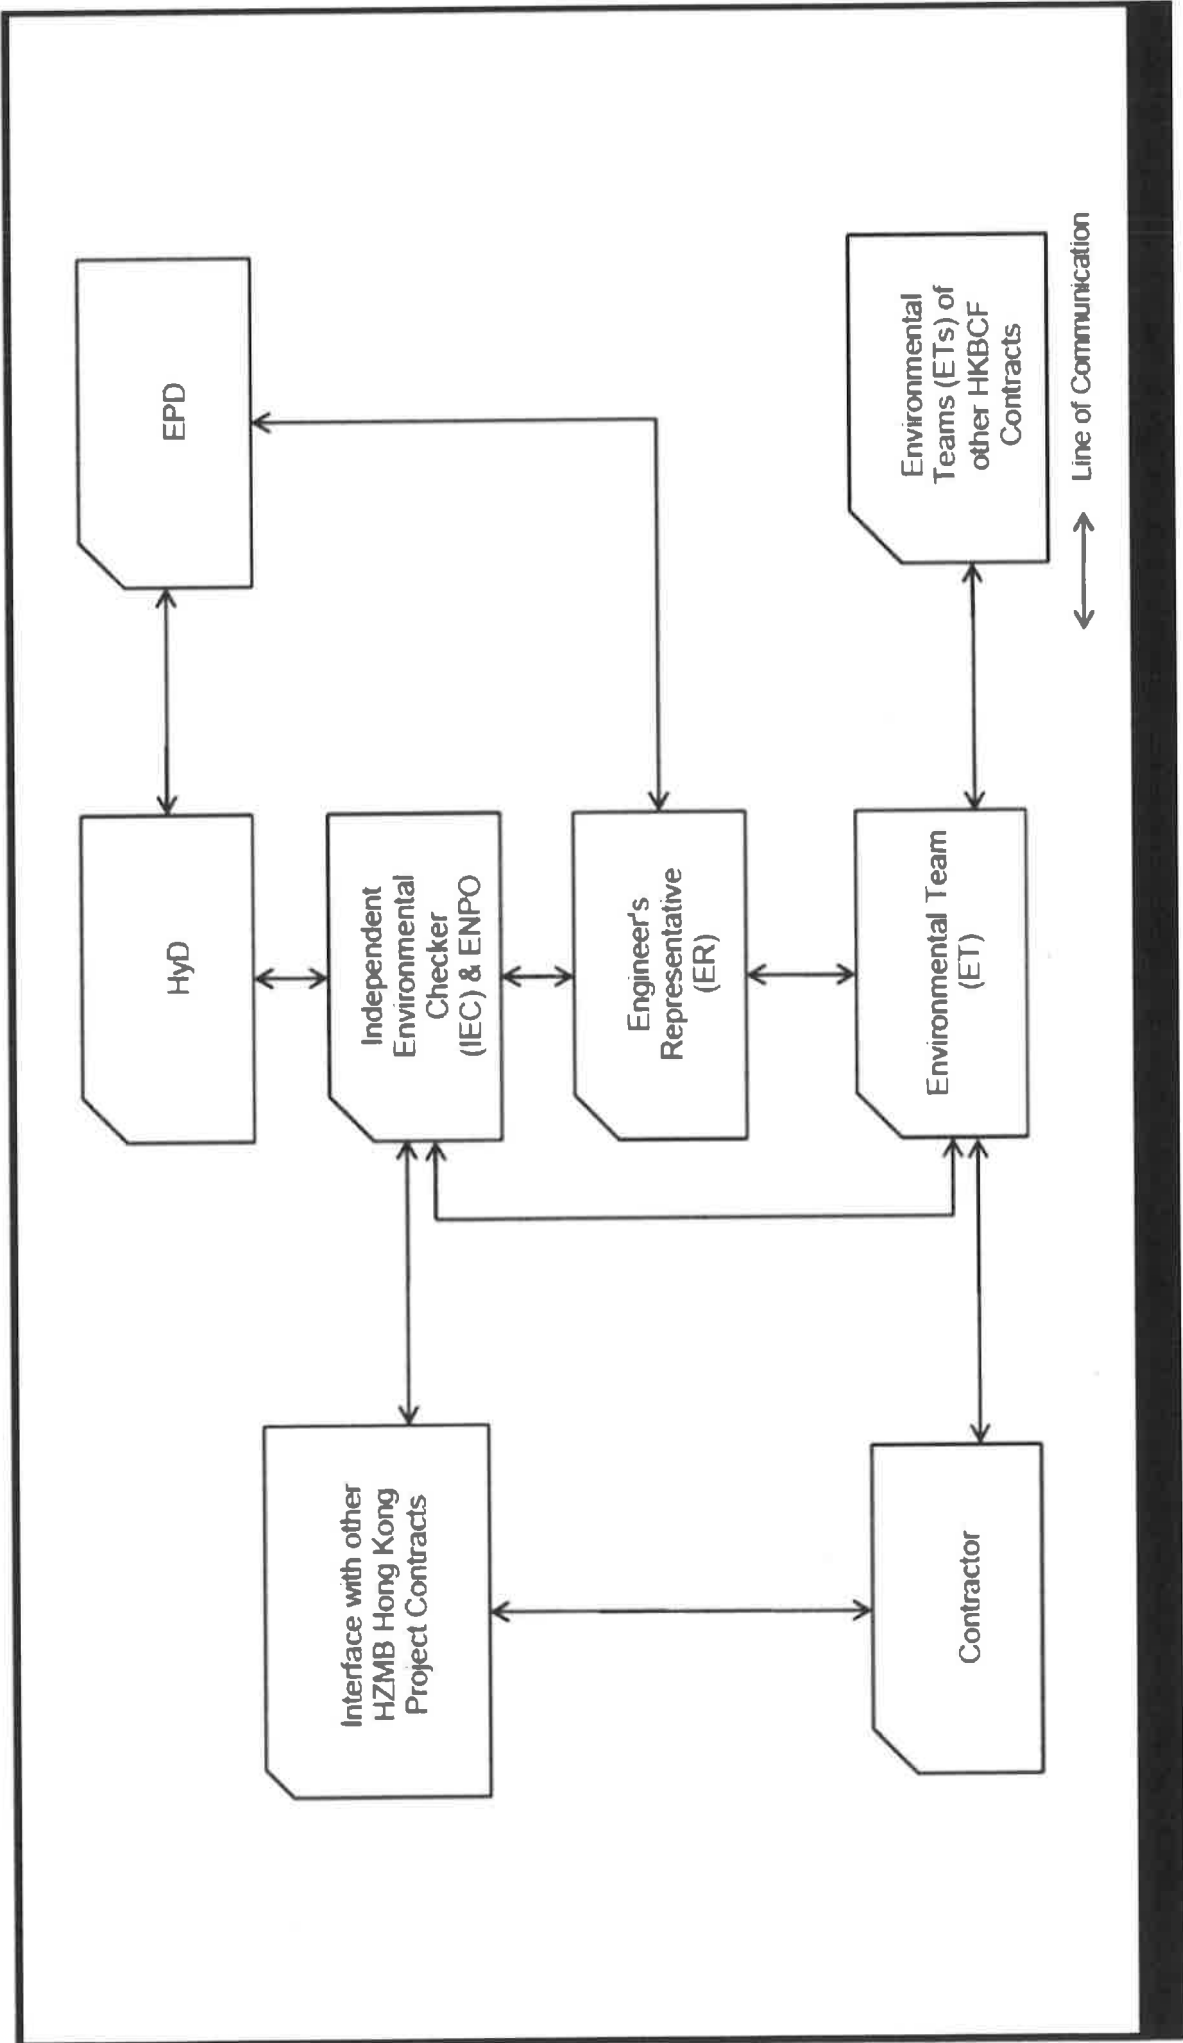 HyD
EPD
Interface with other
HZMB Hong Kong
Project Contracts
Independent
Environmental
Checker
(IEC) & ENPO
Engineer's
Representative
(ER)
Contractor
Environmental Team
(ET)
Environmental
Teams (ETs) of
other HKBCF
Contracts
Line of Communication